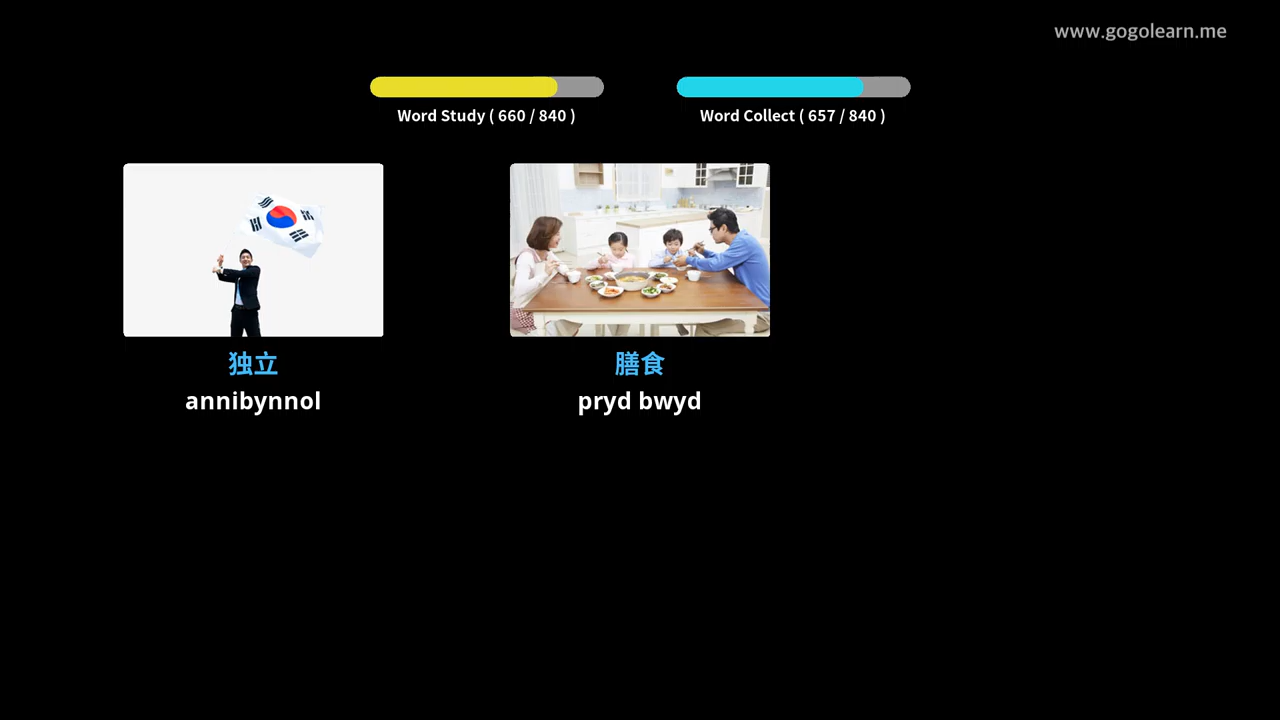 www.gogolearn.me
Word Study ( 660 / 840 )
Word Collect ( 657 / 840 )
独立
annibynnol
膳食
pryd bwyd